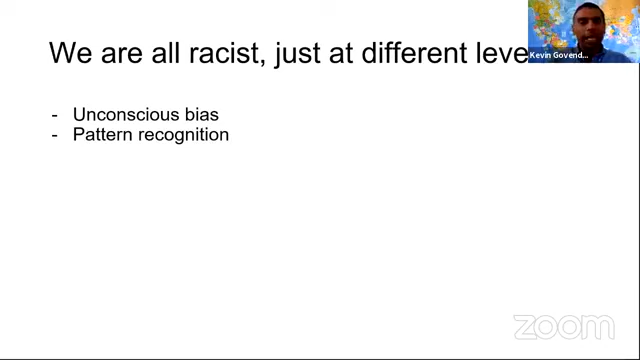 We are all racist, just at different leve
Kevin Govend...
- Unconscious bias
- Pattern recognition
zoom